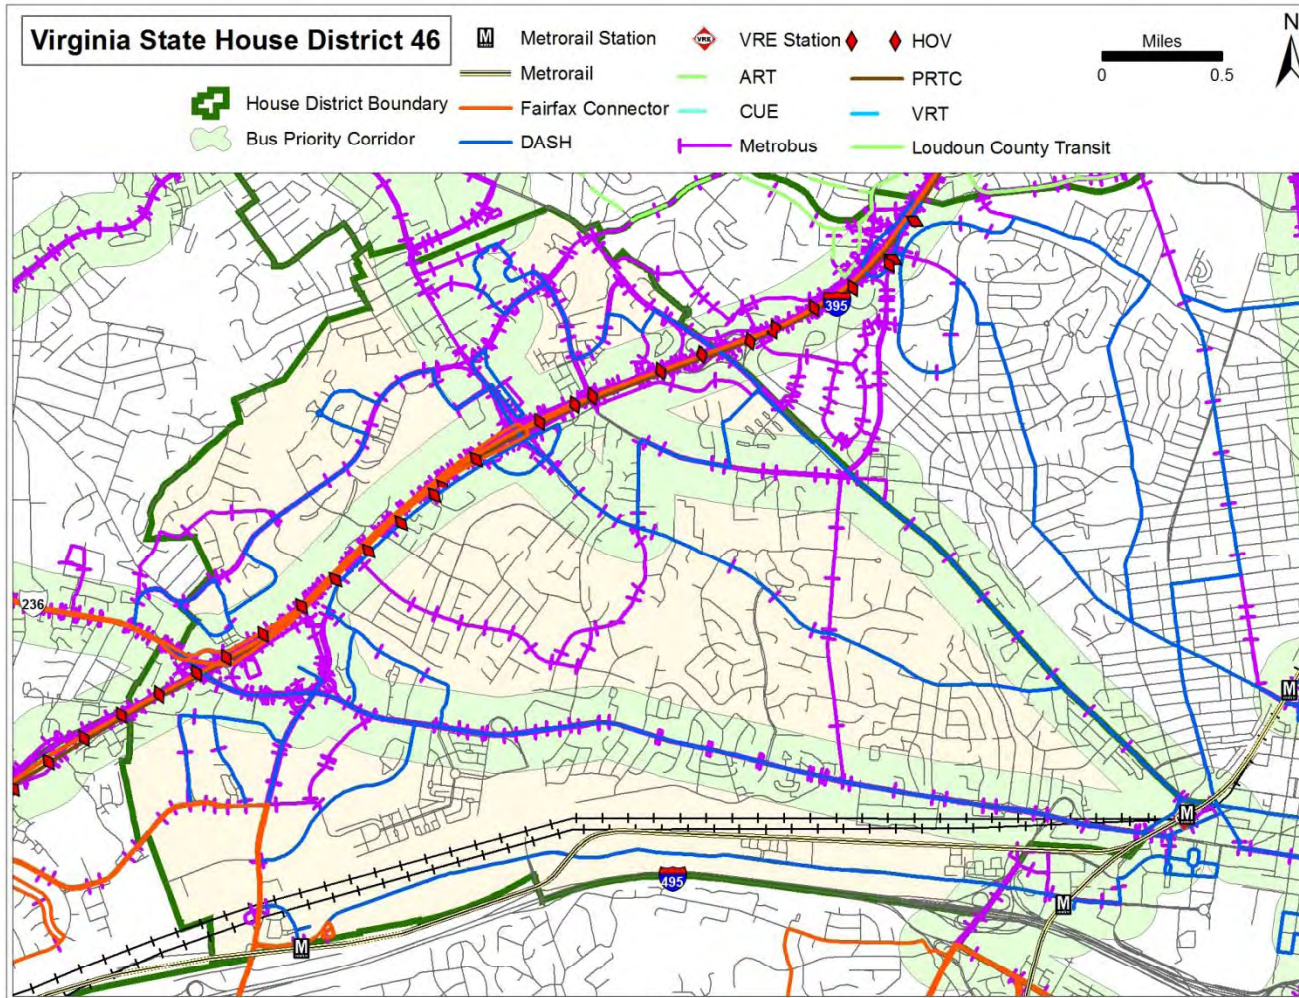 Virginia State House District 46
M
Metrorail Station
VRE
VRE Station
HOV
Miles
0
0.5
N
Metrorail
ART
PRTC
House District Boundary
Fairfax Connector
CUE
VRT
Bus Priority Corridor
DASH
Metrobus
Loudoun County Transit
395
236
M
M
495
M
M